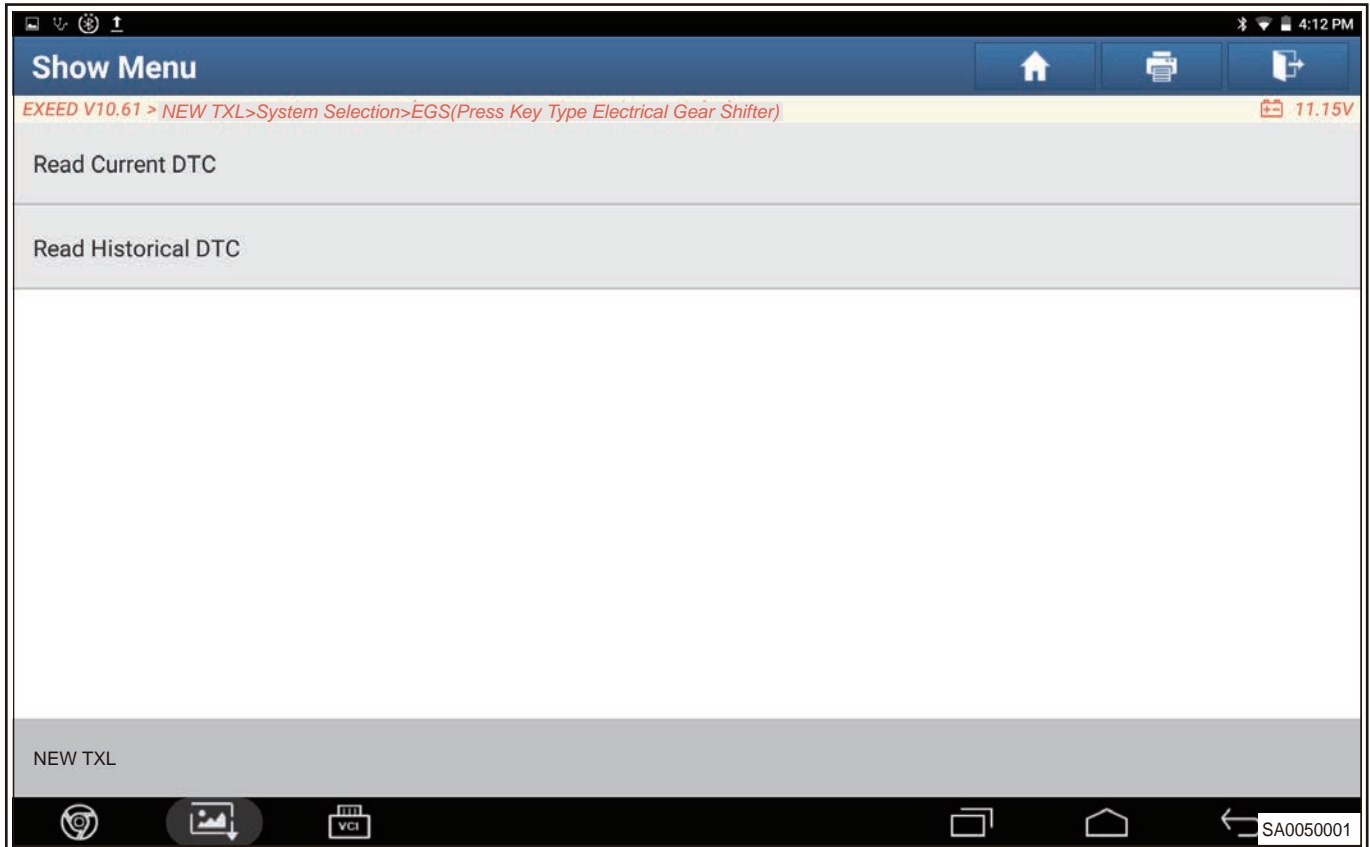 4:12 PM
Show Menu
EXEED V10.61 > NEW TXL>System Selection>EGS(Press Key Type Electrical Gear Shifter) 11.15V
Read Current DTC
Read Historical DTC
NEW TXL
VCI
SA0050001